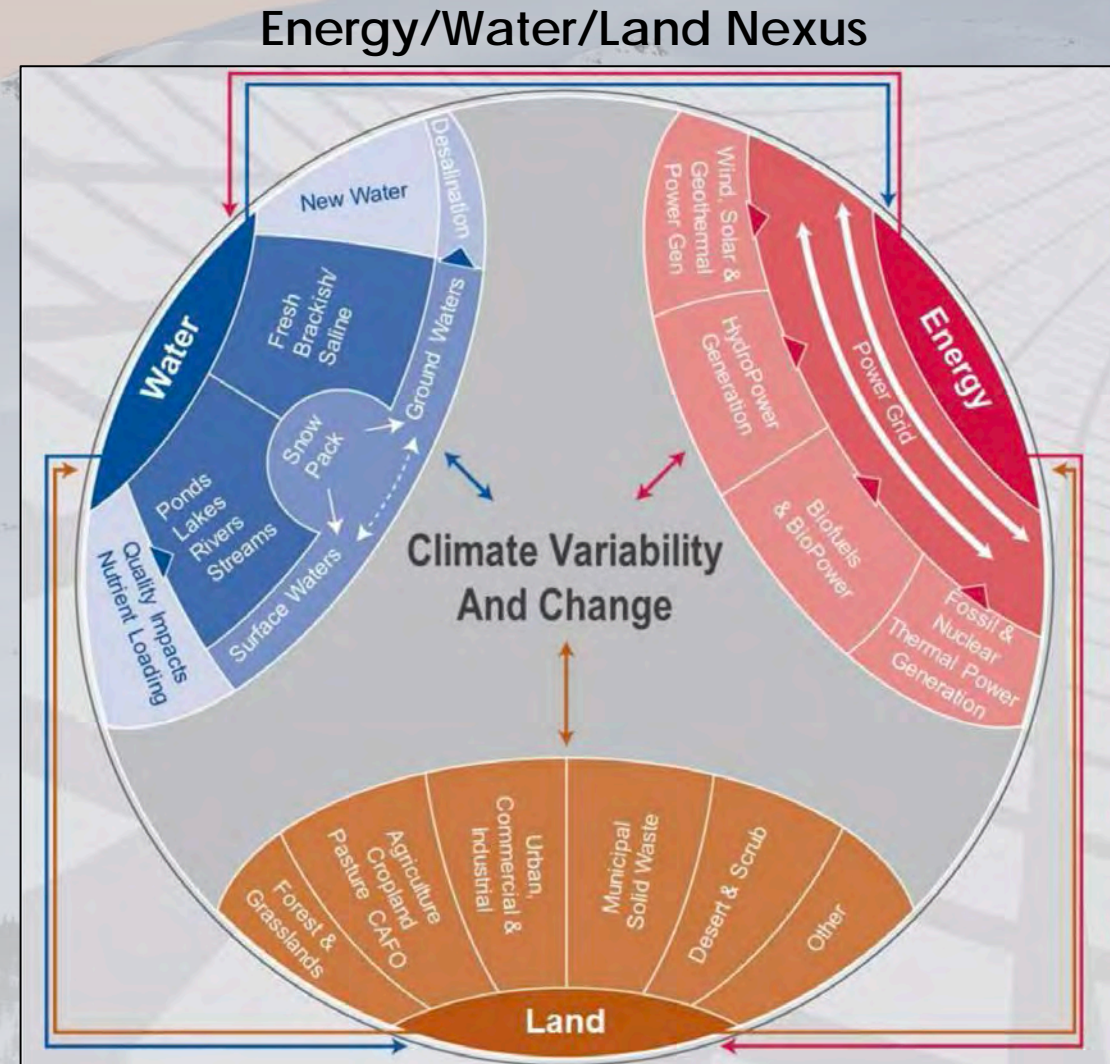 Energy/Water/Land Nexus
Desalination
New Water
Water
Fresh
Brackish/
Saline
Ground Waters
Snow
Pack
Ponds
Lakes
Rivers
Streams
Surface Waters
Quality Impacts
Nutrient Loading
Wind, Solar &
Geothermal
Power Gen
HydroPower
Generation
Biofuels
& BioPower
Fossil &
Nuclear
Thermal Power
Generation
Power Grid
Energy
Climate Variability
And Change
Forest &
Grasslands
Agriculture
Cropland
Pasture CAFO
Urban,
Commercial &
Industrial
Municipal
Solid Waste
Desert & Scrub
Other
Land